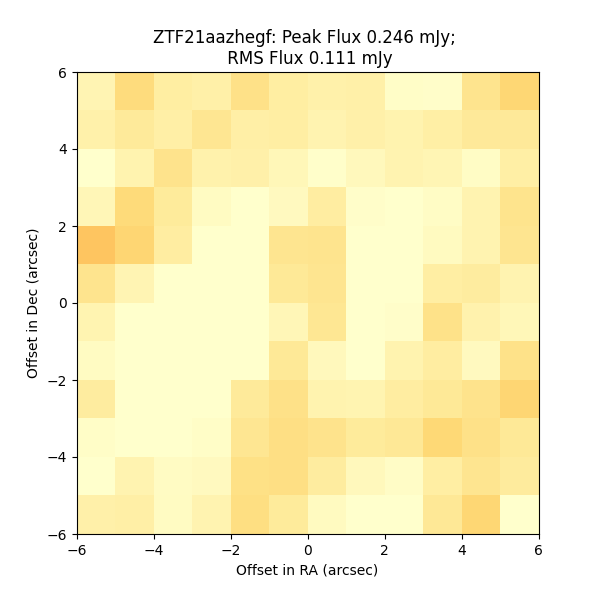 ZTF21aazhegf: Peak Flux 0.246 mJy;
RMS Flux 0.111 mJy
6
4
2
0
−2
−4
−6
Offset in Dec (arcsec)
−6 −4 −2 0 2 4 6
Offset in RA (arcsec)